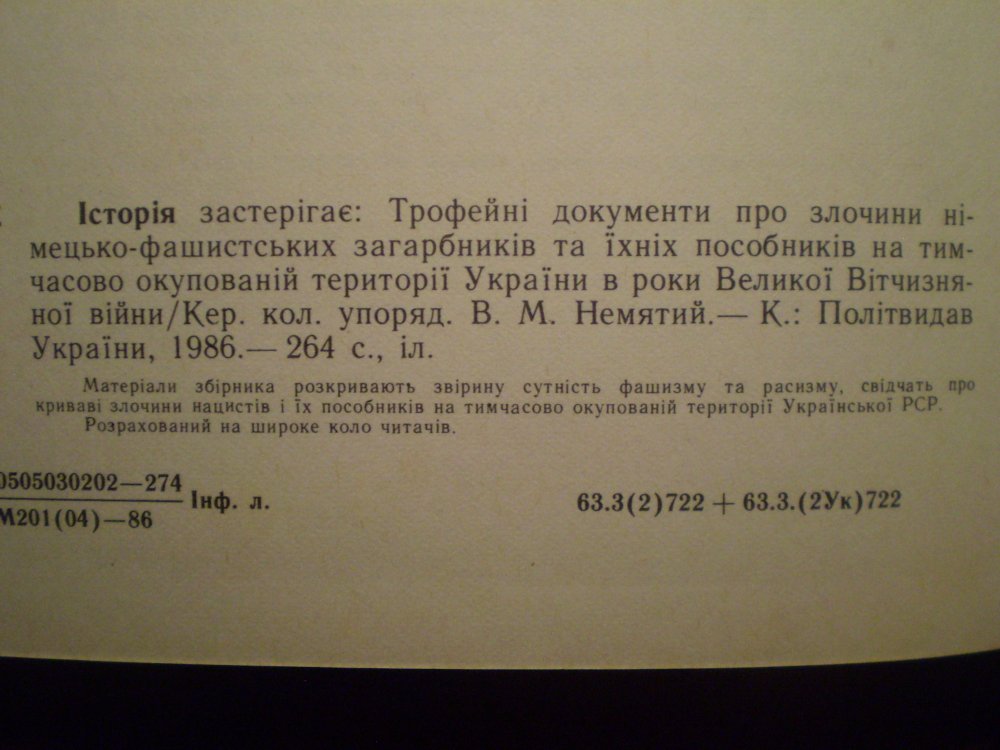 Історія застерігає: Трофейні документи про злочини ні-
мецько-фашистських загарбників та їхніх пособників на тим-
часово окупованій території України в роки Великої Вітчизня-
ної війни/Кер. кол. упоряд. В. М. Немятий.— К.: Політвидав
України, 1986.— 264 с., іл.
Матеріали збірника розкривають звірину сутність фашизму та расизму, свідчать про
криваві злочини нацистів і їх пособників на тимчасово окупованій території Української РСР.
Розрахований на широке коло читачів.
0505030202—274
М201(04)—86
Інф. л.
63.3(2)722 + 63.3.(2Ук)722